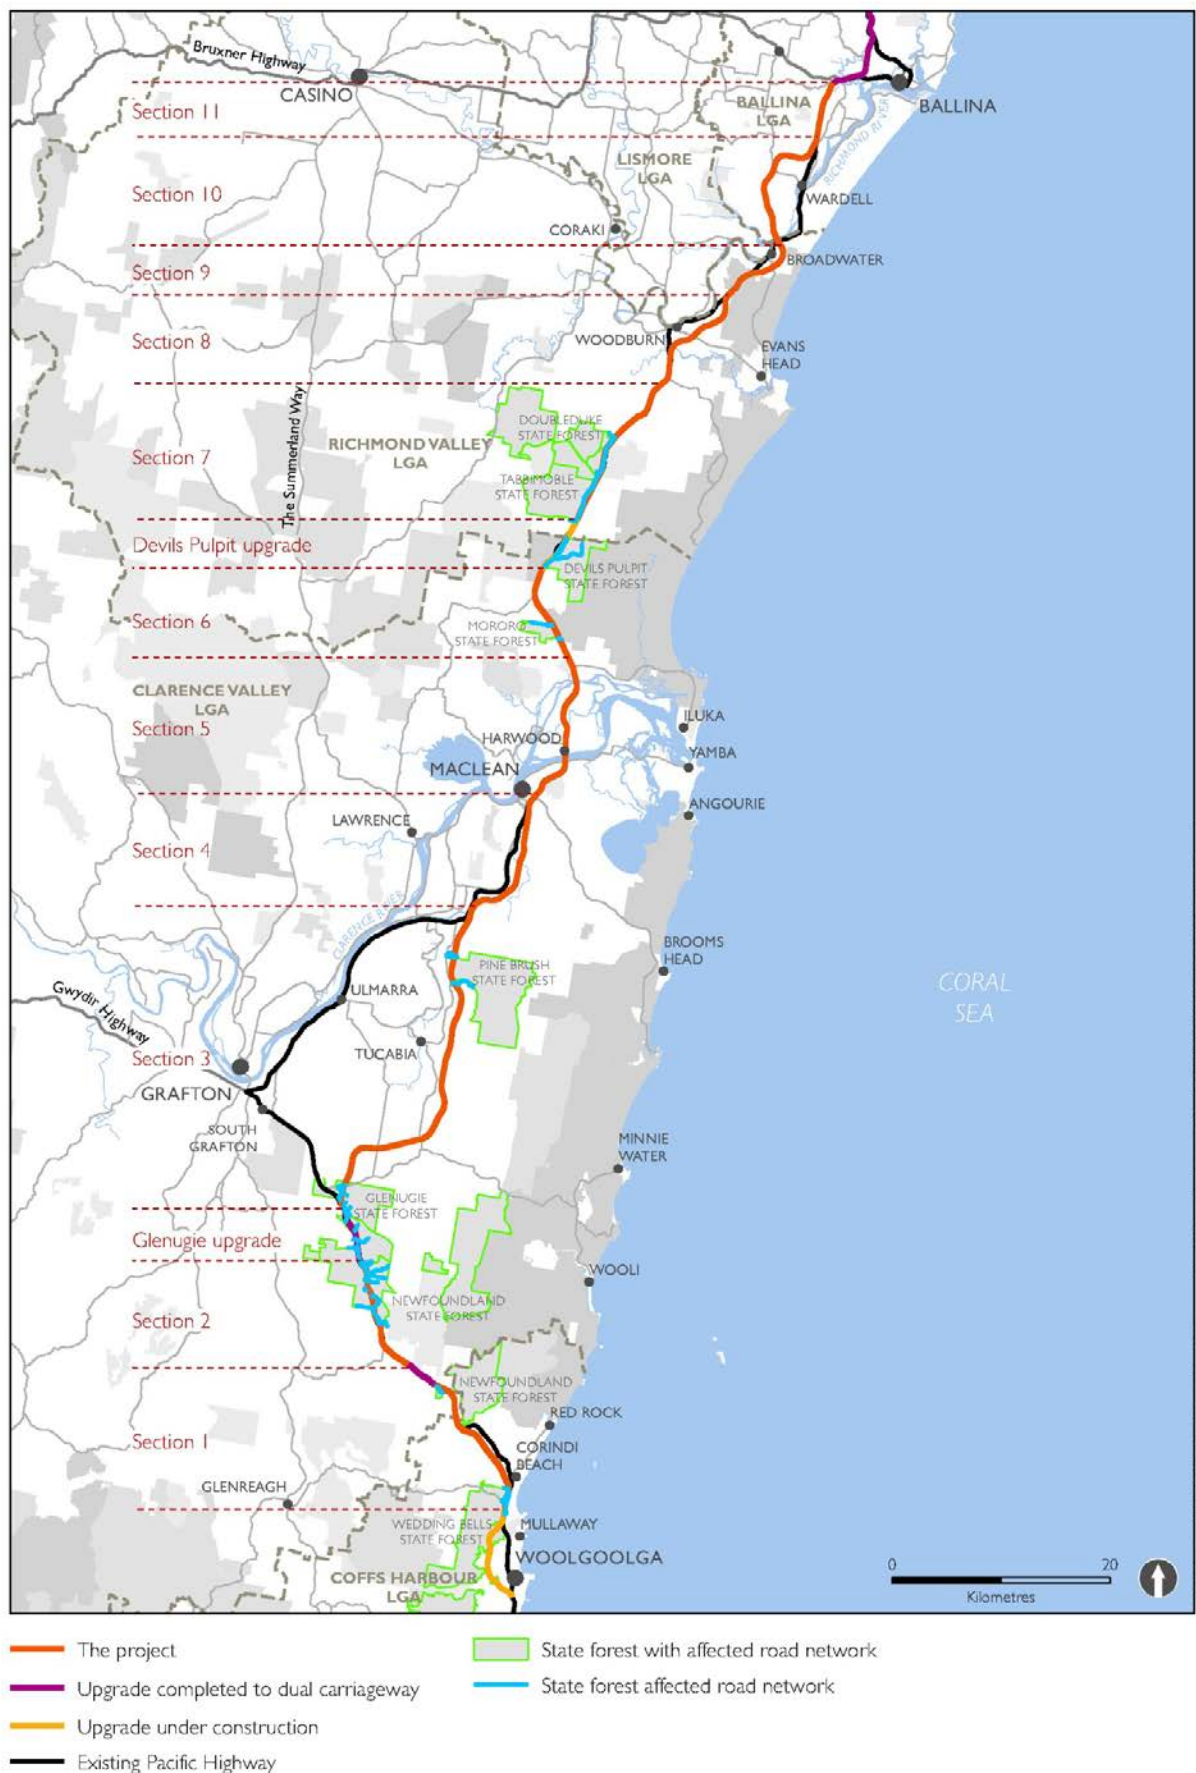 Bruxner Highway
CASINO
Section 11
BALLINA
LGA
BALLINA
RICHMOND RIVER
LISMORE
LGA
Section 10
WARDELL
CORAKI
BROADWATER
Section 9
WOODBURN
Section 8
EVANS
HEAD
The Summerland Way
DOUBLEDUKE
STATE FOREST
RICHMOND VALLEY
LGA
Section 7
TABBIMOBLE
STATE FOREST
Devils Pulpit upgrade
DEVILS PULPIT
STATE FOREST
Section 6
MORORO
STATE FOREST
CLARENCE VALLEY
LGA
Section 5
ILUKA
HARWOOD
YAMBA
MACLEAN
ANGOURIE
LAWRENCE
Section 4
CLARENCE RIVER
BROOMS
HEAD
PINE BRUSH
STATE FOREST
CORAL
SEA
ULMARRA
Gwydir Highway
TUCABIA
Section 3
GRAFTON
SOUTH
GRAFTON
MINNIE
WATER
GLENUGIE
STATE FOREST
Glenugie upgrade
WOOLI
NEWFOUNDLAND
STATE FOREST
Section 2
NEWFOUNDLAND
STATE FOREST
RED ROCK
Section 1
CORINDI
BEACH
GLENREAGH
WEDDING BELLS
STATE FOREST
MULLAWAY
WOOLGOOLGA
COFFS HARBOUR
LGA
0 20
Kilometres
The project
Upgrade completed to dual carriageway
Upgrade under construction
Existing Pacific Highway
State forest with affected road network
State forest affected road network